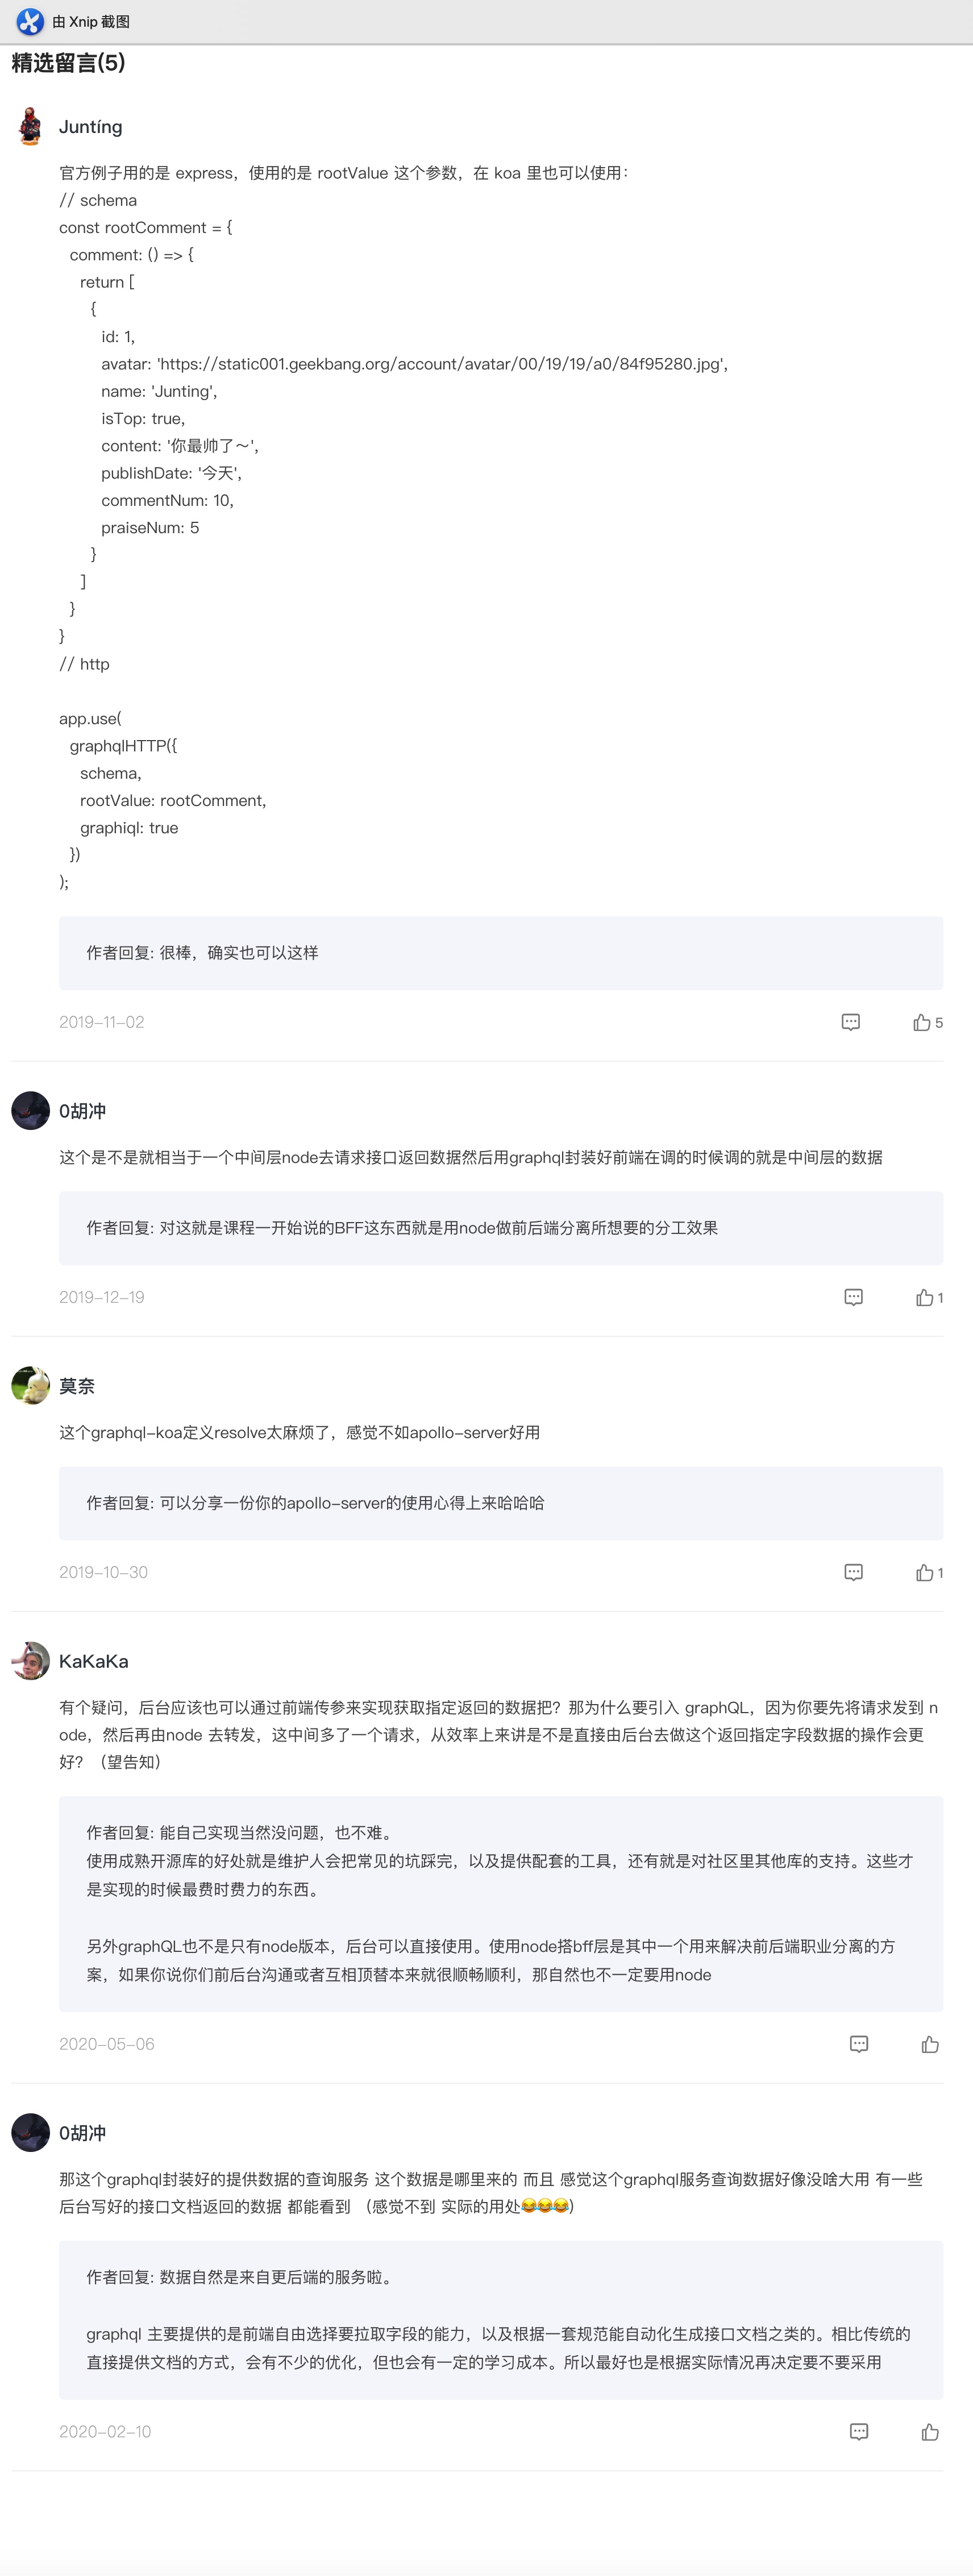 由 Xnip 截图
精选留言(5)
Juntíng
官方例子用的是 express，使用的是 rootValue 这个参数，在 koa 里也可以使用：
// schema
const rootComment = {
comment: () => {
return [
{
id: 1,
avatar: 'https://static001.geekbang.org/account/avatar/00/19/19/a0/84f95280.jpg',
name: 'Junting',
isTop: true,
content: '你最帅了～',
publishDate: '今天',
commentNum: 10,
praiseNum: 5
}
]
}
}
// http
app.use(
graphqlHTTP({
schema,
rootValue: rootComment,
graphiql: true
})
);
作者回复: 很棒，确实也可以这样
2019-11-02
5
0胡冲
这个是不是就相当于一个中间层node去请求接口返回数据然后用graphql封装好前端在调的时候调的就是中间层的数据
作者回复: 对这就是课程一开始说的BFF这东西就是用node做前后端分离所想要的分工效果
2019-12-19
1
莫奈
这个graphql-koa定义resolve太麻烦了，感觉不如apollo-server好用
作者回复: 可以分享一份你的apollo-server的使用心得上来哈哈哈
2019-10-30
1
KaKaKa
有个疑问，后台应该也可以通过前端传参来实现获取指定返回的数据把？那为什么要引入 graphQL，因为你要先将请求发到 n
ode，然后再由node 去转发，这中间多了一个请求，从效率上来讲是不是直接由后台去做这个返回指定字段数据的操作会更
好？（望告知）
作者回复: 能自己实现当然没问题，也不难。
使用成熟开源库的好处就是维护人会把常见的坑踩完，以及提供配套的工具，还有就是对社区里其他库的支持。这些才
是实现的时候最费时费力的东西。
另外graphQL也不是只有node版本，后台可以直接使用。使用node搭bff层是其中一个用来解决前后端职业分离的方
案，如果你说你们前后台沟通或者互相顶替本来就很顺畅顺利，那自然也不一定要用node
2020-05-06
0胡冲
那这个graphql封装好的提供数据的查询服务 这个数据是哪里来的 而且 感觉这个graphql服务查询数据好像没啥大用 有一些
后台写好的接口文档返回的数据 都能看到 （感觉不到 实际的用处😂😂😂）
作者回复: 数据自然是来自更后端的服务啦。
graphql 主要提供的是前端自由选择要拉取字段的能力，以及根据一套规范能自动化生成接口文档之类的。相比传统的
直接提供文档的方式，会有不少的优化，但也会有一定的学习成本。所以最好也是根据实际情况再决定要不要采用
2020-02-10